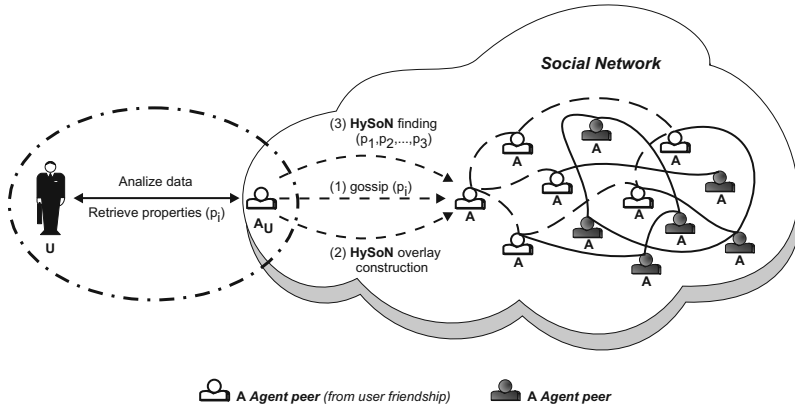 Social Network
(3) HySoN finding
(p1,p2,...,p3)
Analize data
(1) gossip (pi)
Retrieve properties (pi)
U
AU
(2) HySoN overlay
construction
A
A
A
A
A
A
A
A
A
A
A
A
A
A Agent peer (from user friendship)
A Agent peer